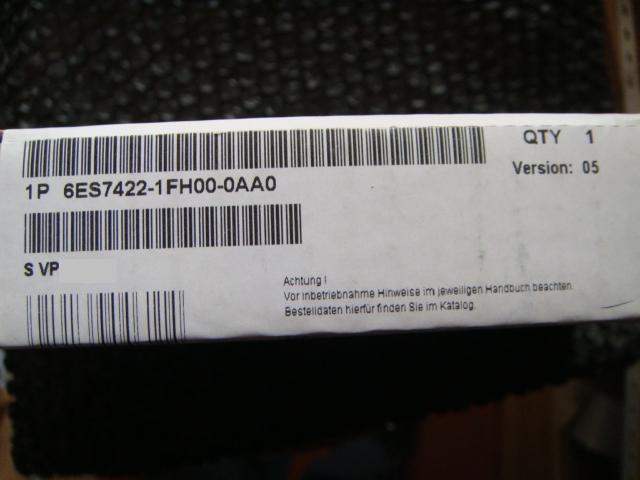 QTY 1
1P 6ES7422-1FH00-0AA0
Version: 05
S VP
Achtung !
Vor Inbetriebnahme Hinweise im jeweiligen Handbuch beachten.
Bestelldaten hierfür finden Sie im Katalog.